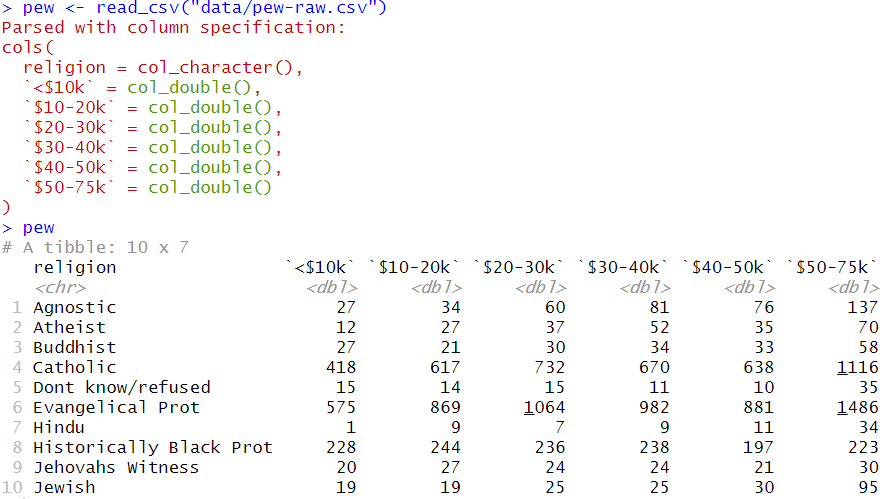 > pew <- read_csv("data/pew-raw.csv")
Parsed with column specification:
cols(
  religion = col_character(),
  `<$10k` = col_double(),
  `$10-20k` = col_double(),
  `$20-30k` = col_double(),
  `$30-40k` = col_double(),
  `$40-50k` = col_double(),
  `$50-75k` = col_double()
)
> pew
# A tibble: 10 x 7
   religion                `<$10k` `$10-20k` `$20-30k` `$30-40k` `$40-50k` `$50-75k`
   <chr>                     <dbl>     <dbl>     <dbl>     <dbl>     <dbl>     <dbl>
 1 Agnostic                     27        34        60        81        76       137
 2 Atheist                      12        27        37        52        35        70
 3 Buddhist                     27        21        30        34        33        58
 4 Catholic                    418       617       732       670       638      1116
 5 Dont know/refused            15        14        15        11        10        35
 6 Evangelical Prot            575       869      1064       982       881      1486
 7 Hindu                         1         9         7         9        11        34
 8 Historically Black Prot     228       244       236       238       197       223
 9 Jehovahs Witness             20        27        24        24        21        30
10 Jewish                       19        19        25        25        30        95